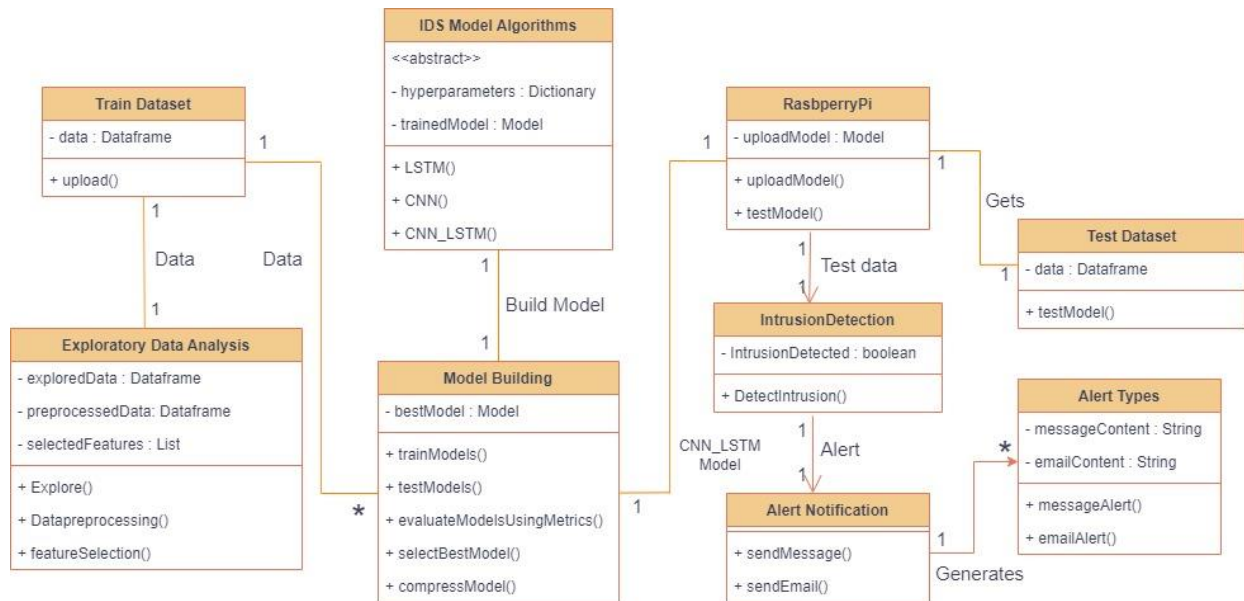 IDS Model Algorithms
<<abstract>>
- hyperparameters : Dictionary
- trainedModel : Model
+ LSTM()
+ CNN()
+ CNN_LSTM()
Train Dataset
- data : Dataframe
+ upload()
1
1
Data
Data
1
Exploratory Data Analysis
- exploredData : Dataframe
- preprocessedData: Dataframe
- selectedFeatures : List
+ Explore()
+ Datapreprocessing()
+ featureSelection()
*
1
Build Model
1
Model Building
- bestModel : Model
+ trainModels()
+ testModels()
+ evaluateModelsUsingMetrics()
+ selectBestModel()
+ compressModel()
1
CNN_LSTM
Model
1
RasbperryPi
- uploadModel : Model
+ uploadModel()
+ testModel()
1
Gets
1
Test Dataset
- data : Dataframe
+ testModel()
1
Test data
1
IntrusionDetection
- IntrusionDetected : boolean
+ DetectIntrusion()
1
Alert
1
Alert Notification
+ sendMessage()
+ sendEmail()
1
Generates
*
Alert Types
- messageContent : String
- emailContent : String
+ messageAlert()
+ emailAlert()